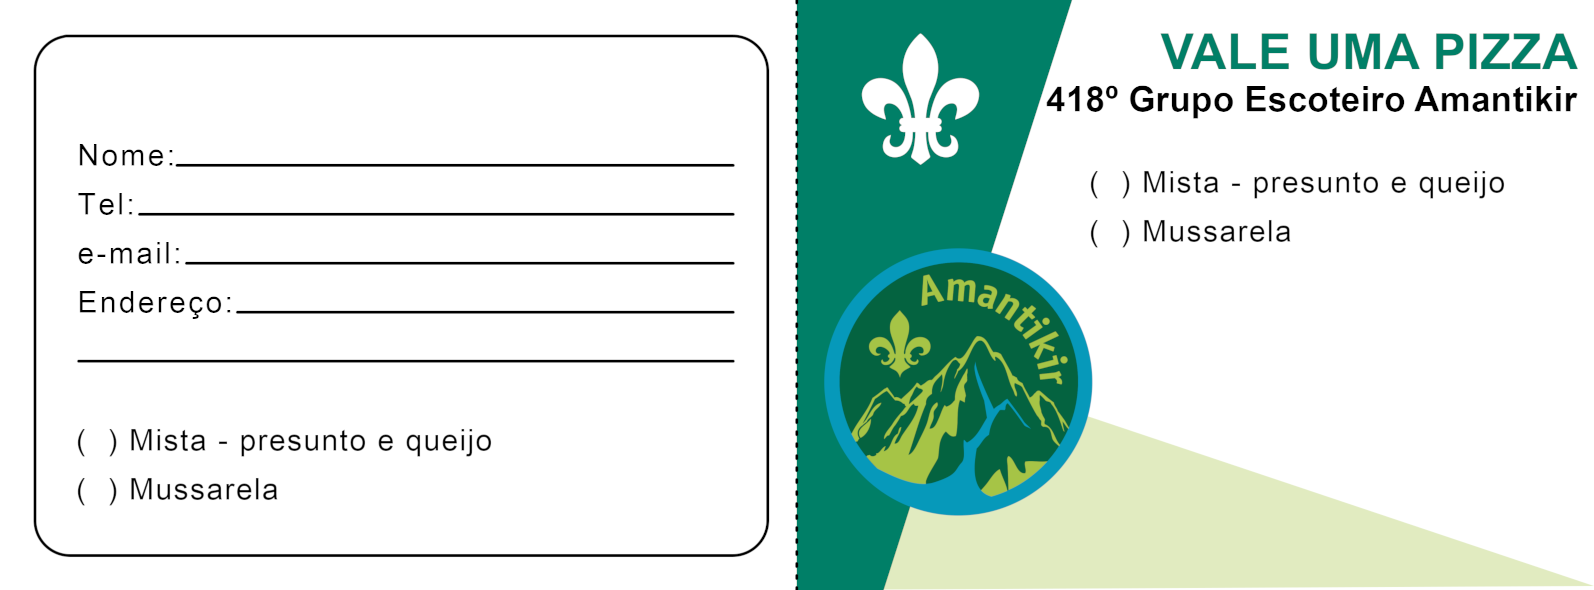 Nome:
Tel:
e-mail:
Endereço:
( ) Mista - presunto e queijo
( ) Mussarela
VALE UMA PIZZA
418º Grupo Escoteiro Amantikir
( ) Mista - presunto e queijo
( ) Mussarela
Amantikir